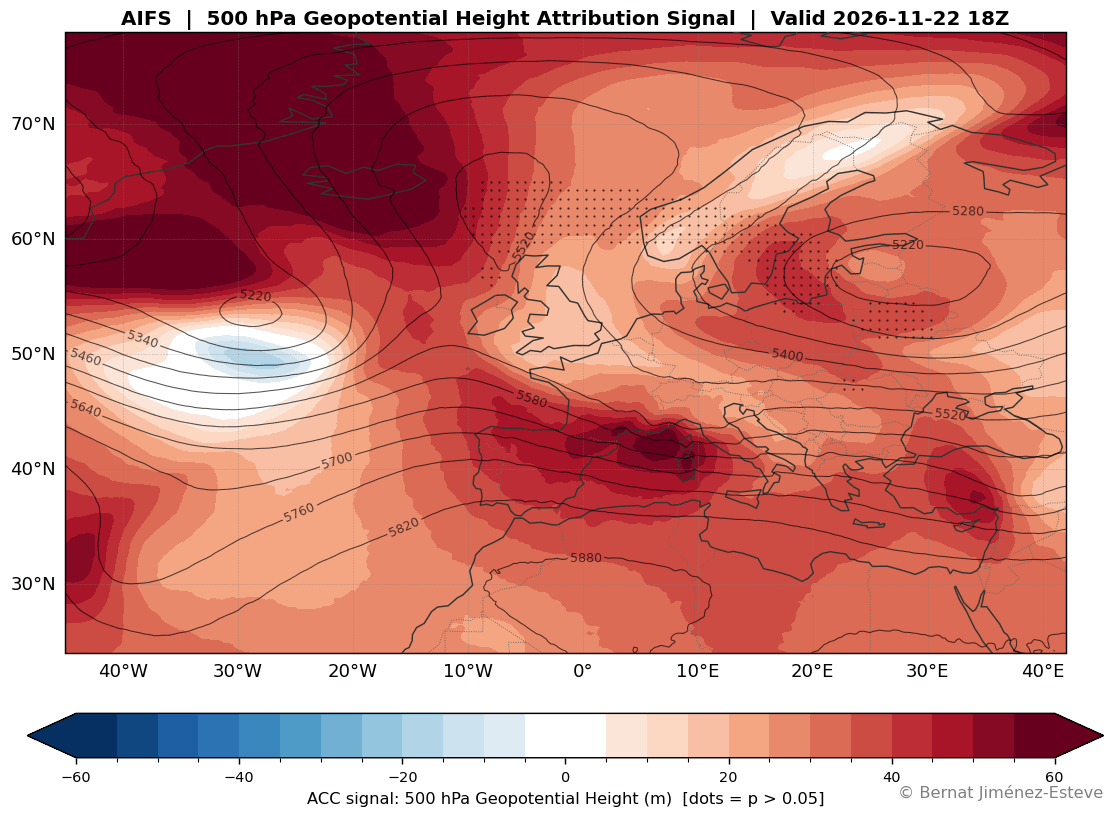 AIFS | 500 hPa Geopotential Height Attribution Signal | Valid 2026-11-22 18Z
70°N
60°N
50°N
40°N
30°N
5280
5220
5520
5220
5340
5460
5400
5640
5580
5520
5700
5760
5820
5880
40°W 30°W 20°W 10°W 0° 10°E 20°E 30°E 40°E
−60 −40 −20 0 20 40 60
ACC signal: 500 hPa Geopotential Height (m) [dots = p > 0.05]
© Bernat Jiménez-Esteve